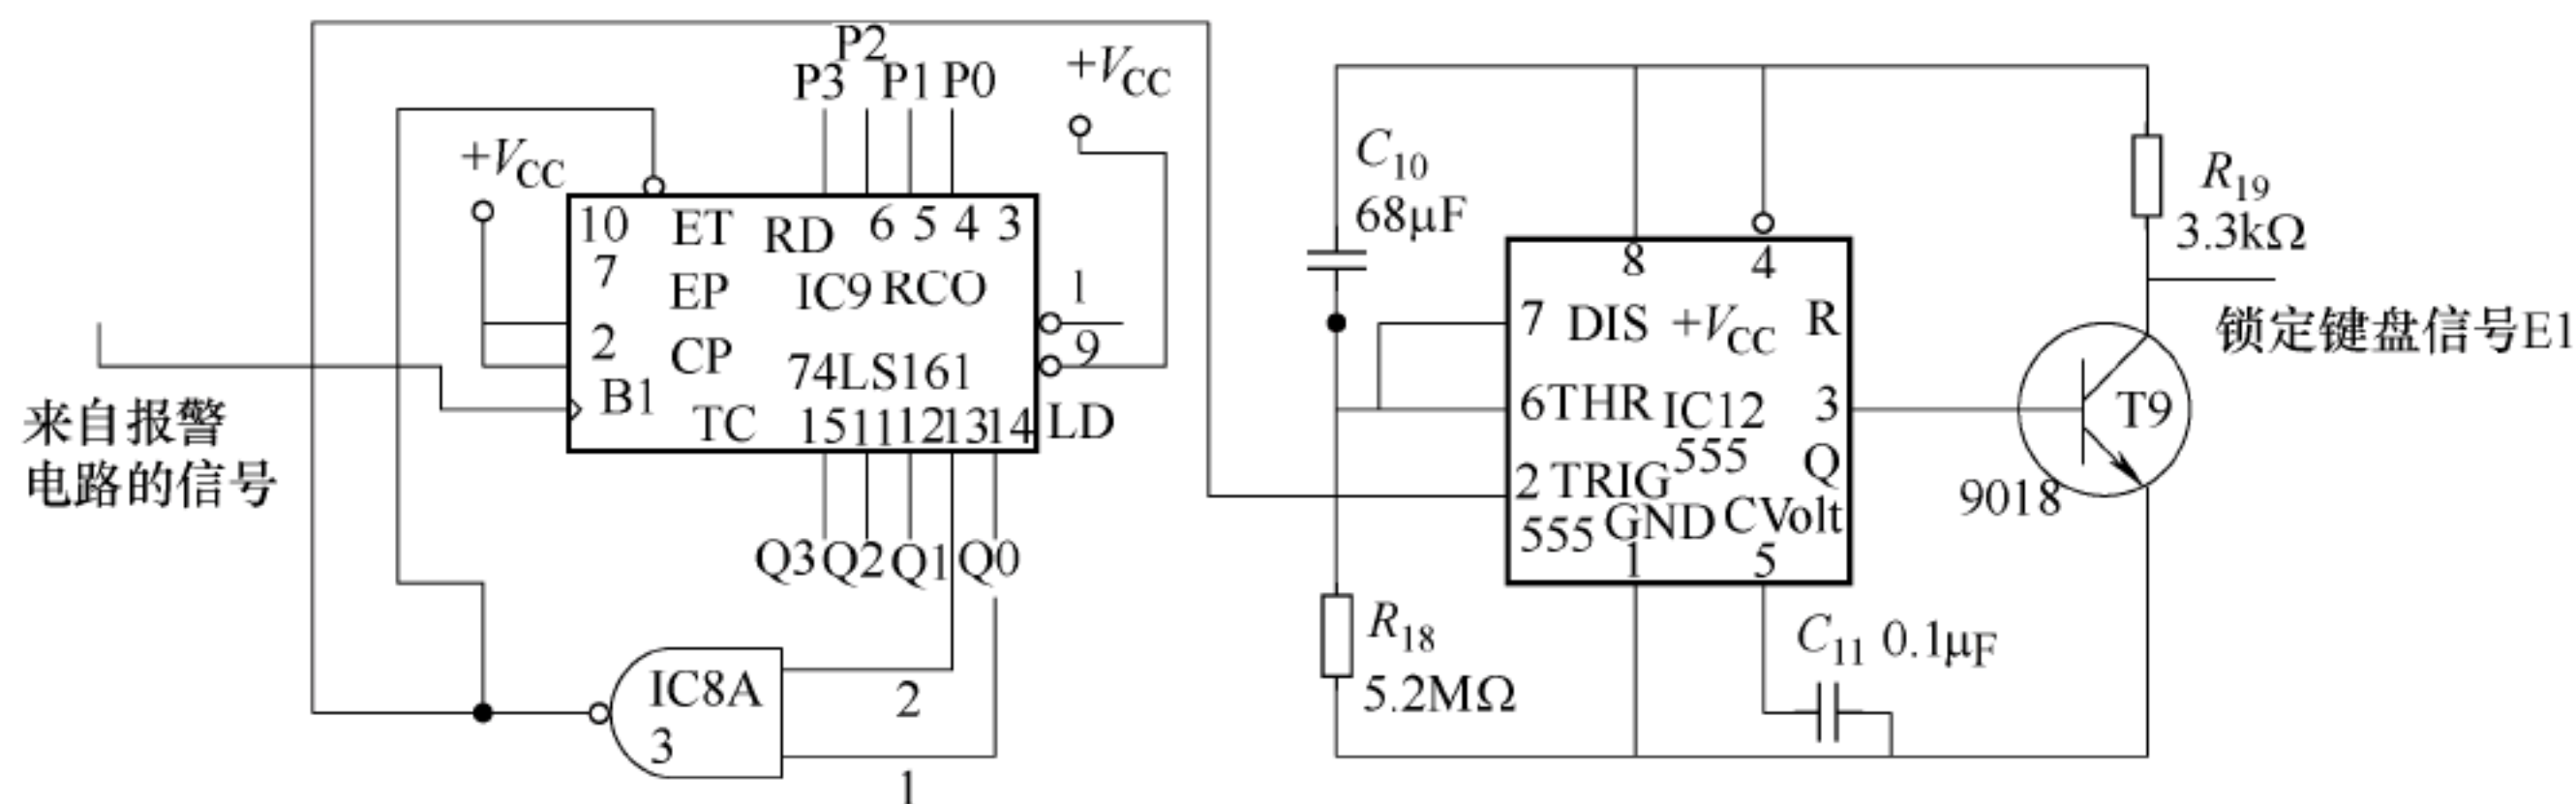 P2
P3 P1 P0
+VCC
+VCC
10 ET RD 6 5 4 3
7 EP IC9 RCO 1
2 CP 74LS161 9
B1 TC 15 11 12 13 14 LD
来自报警
电路的信号
Q3 Q2 Q1 Q0
IC8A
3
2
1
C10
68μF
8 4
7 DIS +VCC R
6 THR IC12 3
555
2 TRIG Q
555 GND CVolt
1 5
R18
5.2MΩ
C11 0.1μF
R19
3.3kΩ
锁定键盘信号E1
T9
9018